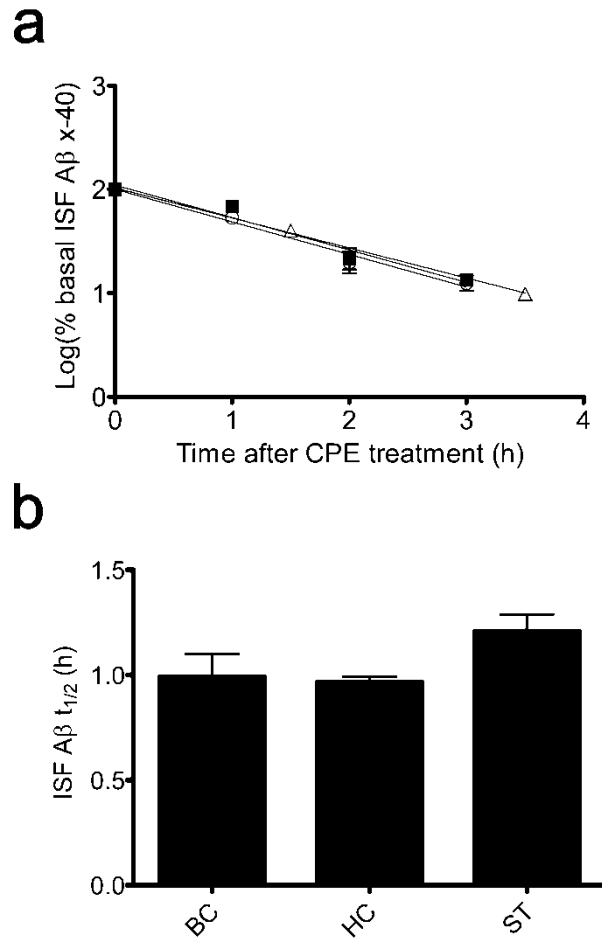 a
Log(% basal ISF Aβ x-40)
3
2
1
0
0 1 2 3 4
Time after CPE treatment (h)
b
ISF Aβ t1/2 (h)
1.5
1.0
0.5
0.0
BC HC ST